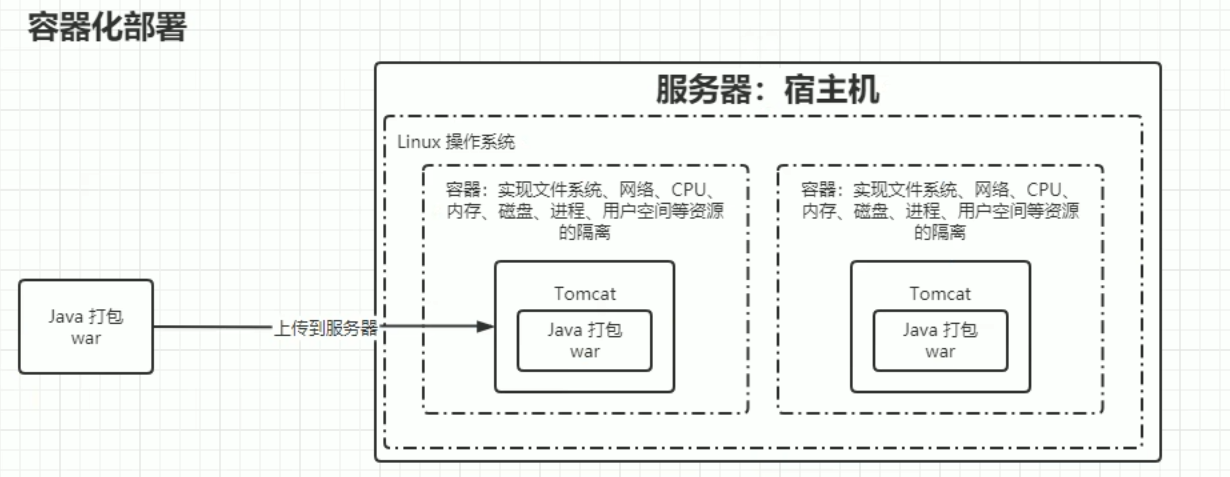 容器化部署
服务器：宿主机
Linux 操作系统
容器：实现文件系统、网络、CPU、
内存、磁盘、进程、用户空间等资源
的隔离
容器：实现文件系统、网络、CPU、
内存、磁盘、进程、用户空间等资源
的隔离
Java 打包
war
上传到服务器
Tomcat
Java 打包
war
Tomcat
Java 打包
war